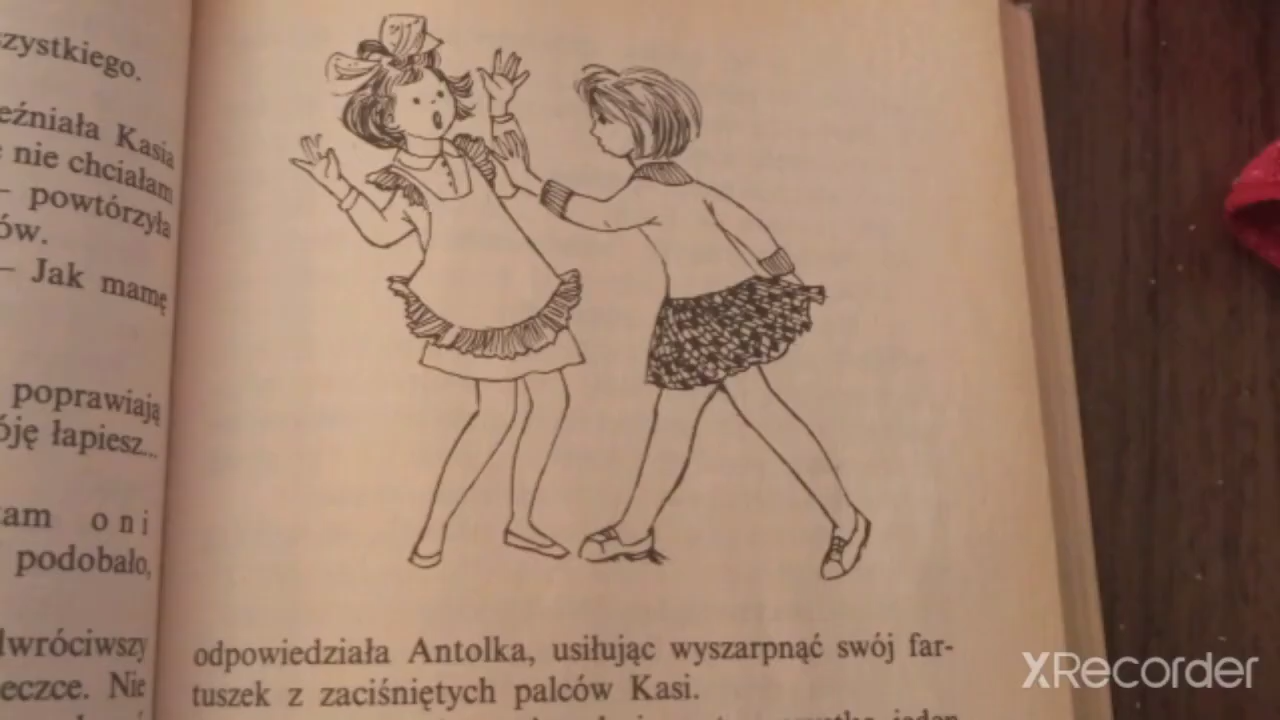 zystkiego.
eźniała Kasia
nie chciałam
— powtórzyła
ów.
— Jak mamę
poprawiają
óję łapiesz...
am oni
podobało,
dwróciwszy
eczce. Nie
odpowiedziała Antolka, usiłując wyszarpnąć swój far-
tuszek z zaciśniętych palców Kasi.
XRecorder